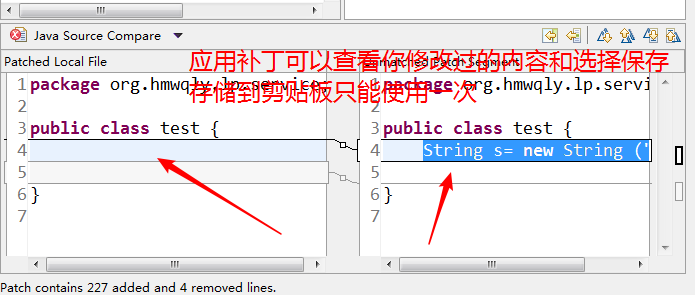 Java Source Compare
应用补丁可以查看你修改过的内容和选择保存
存储到剪贴板只能使用一次
Patched Local File
matched Patch Segment
1 package org.hmwqly.lp.service
2
3 public class test {
4
5
6 }
7
1 package org.hmwqly.lp.servi
2
3 public class test {
4 String s= new String ("
5
6 }
7
Patch contains 227 added and 4 removed lines.